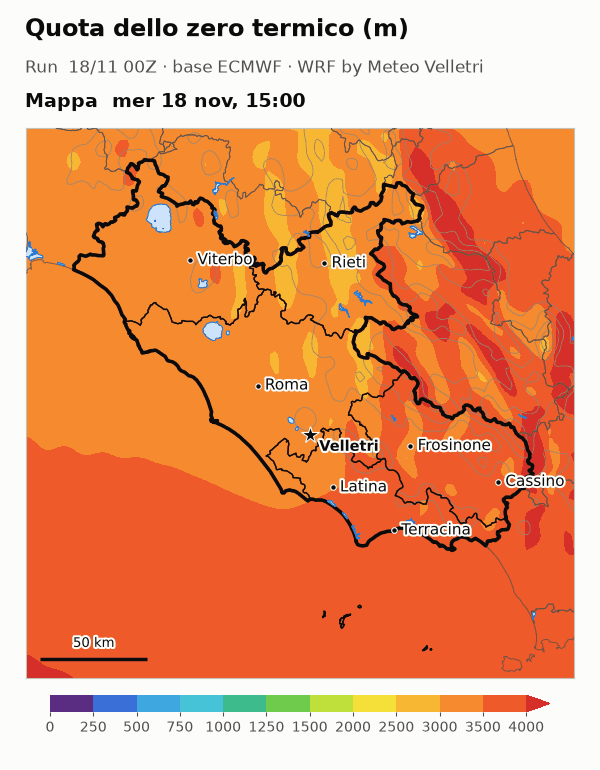 Quota dello zero termico (m)
Run  18/11 00Z · base ECMWF · WRF by Meteo Velletri
Mappa  mer 18 nov, 15:00
Viterbo
Rieti
Roma
Velletri
Frosinone
Cassino
Latina
Terracina
50 km
0 250 500 750 1000 1250 1500 2000 2500 3000 3500 4000